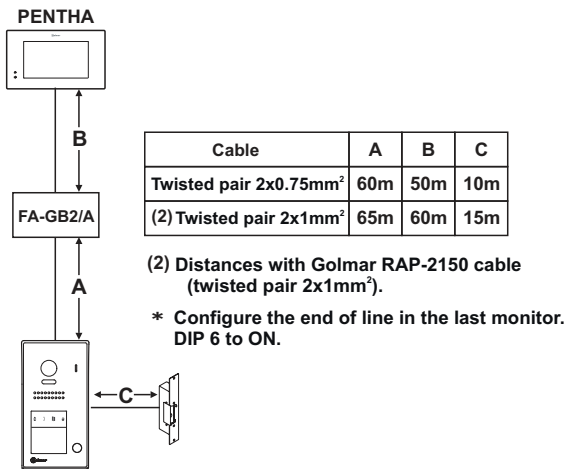 PENTHA
B
FA-GB2/A
A
C
Cable A B C
Twisted pair 2x0.75mm² 60m 50m 10m
(2) Twisted pair 2x1mm² 65m 60m 15m
(2) Distances with Golmar RAP-2150 cable
(twisted pair 2x1mm²).
* Configure the end of line in the last monitor.
DIP 6 to ON.